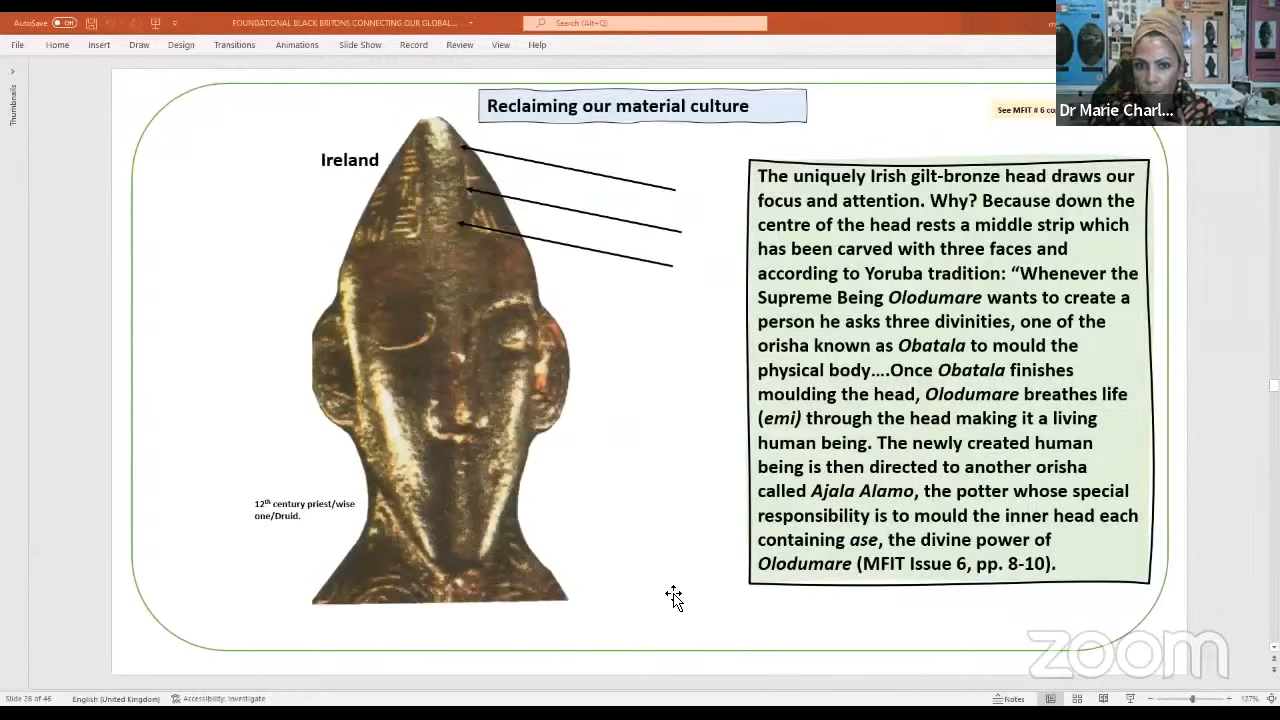 AutoSave Off
FOUNDATIONAL BLACK BRITONS CONNECTING OUR GLOBAL...
Search (Alt+Q)
File Home Insert Draw Design Transitions Animations Slide Show Record Review View Help
Thumbnails
Dr Marie Charl...
See MFIT # 6
Reclaiming our material culture
Ireland
12th century priest/wise
one/Druid.
The uniquely Irish gilt-bronze head draws our
focus and attention. Why? Because down the
centre of the head rests a middle strip which
has been carved with three faces and
according to Yoruba tradition: “Whenever the
Supreme Being Olodumare wants to create a
person he asks three divinities, one of the
orisha known as Obatala to mould the
physical body....Once Obatala finishes
moulding the head, Olodumare breathes life
(emi) through the head making it a living
human being. The newly created human
being is then directed to another orisha
called Ajala Alamo, the potter whose special
responsibility is to mould the inner head each
containing ase, the divine power of
Olodumare (MFIT Issue 6, pp. 8-10).
zoom
Slide 26 of 46 English (United Kingdom) Accessibility: Investigate Notes 127%